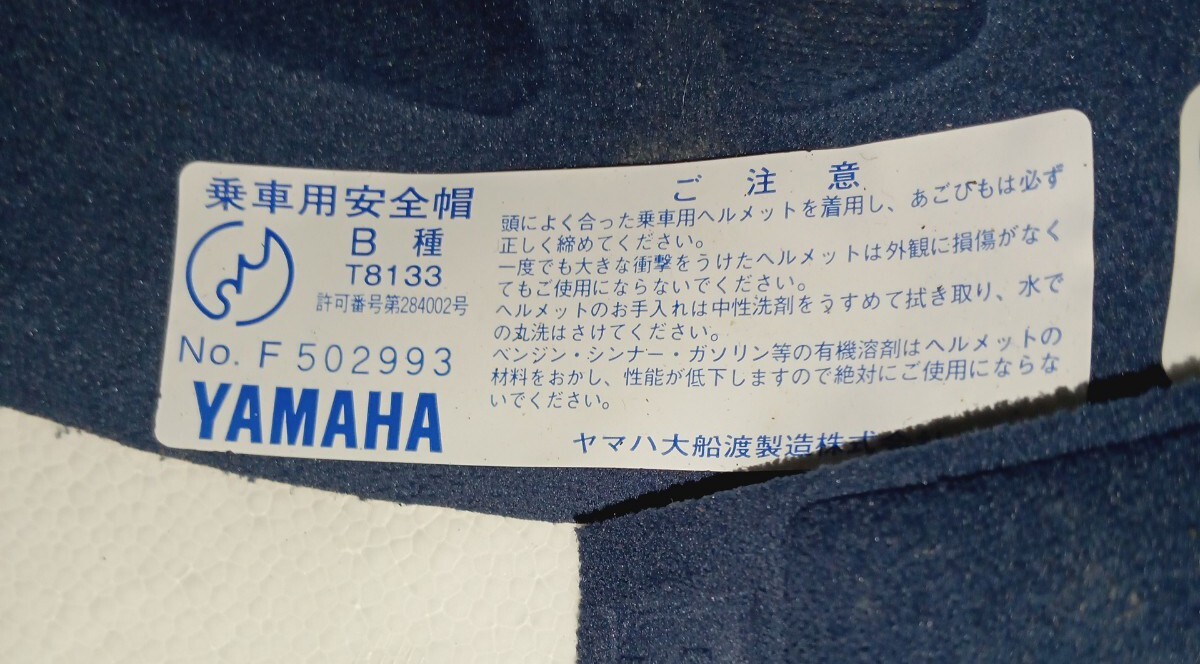 乗車用安全帽
B種
T8133
許可番号第284002号
No. F 502993
YAMAHA
ご注意
頭によく合った乗車用ヘルメットを着用し、あごひもは必ず
正しく締めてください。
一度でも大きな衝撃をうけたヘルメットは外観に損傷がなく
てもご使用にならないでください。
ヘルメットのお手入れは中性洗剤をうすめて拭き取り、水で
の丸洗はさけてください。
ベンジン・シンナー・ガソリン等の有機溶剤はヘルメットの
材料をおかし、性能が低下しますので絶対にご使用にならな
いでください。
ヤマハ大船渡製造株式